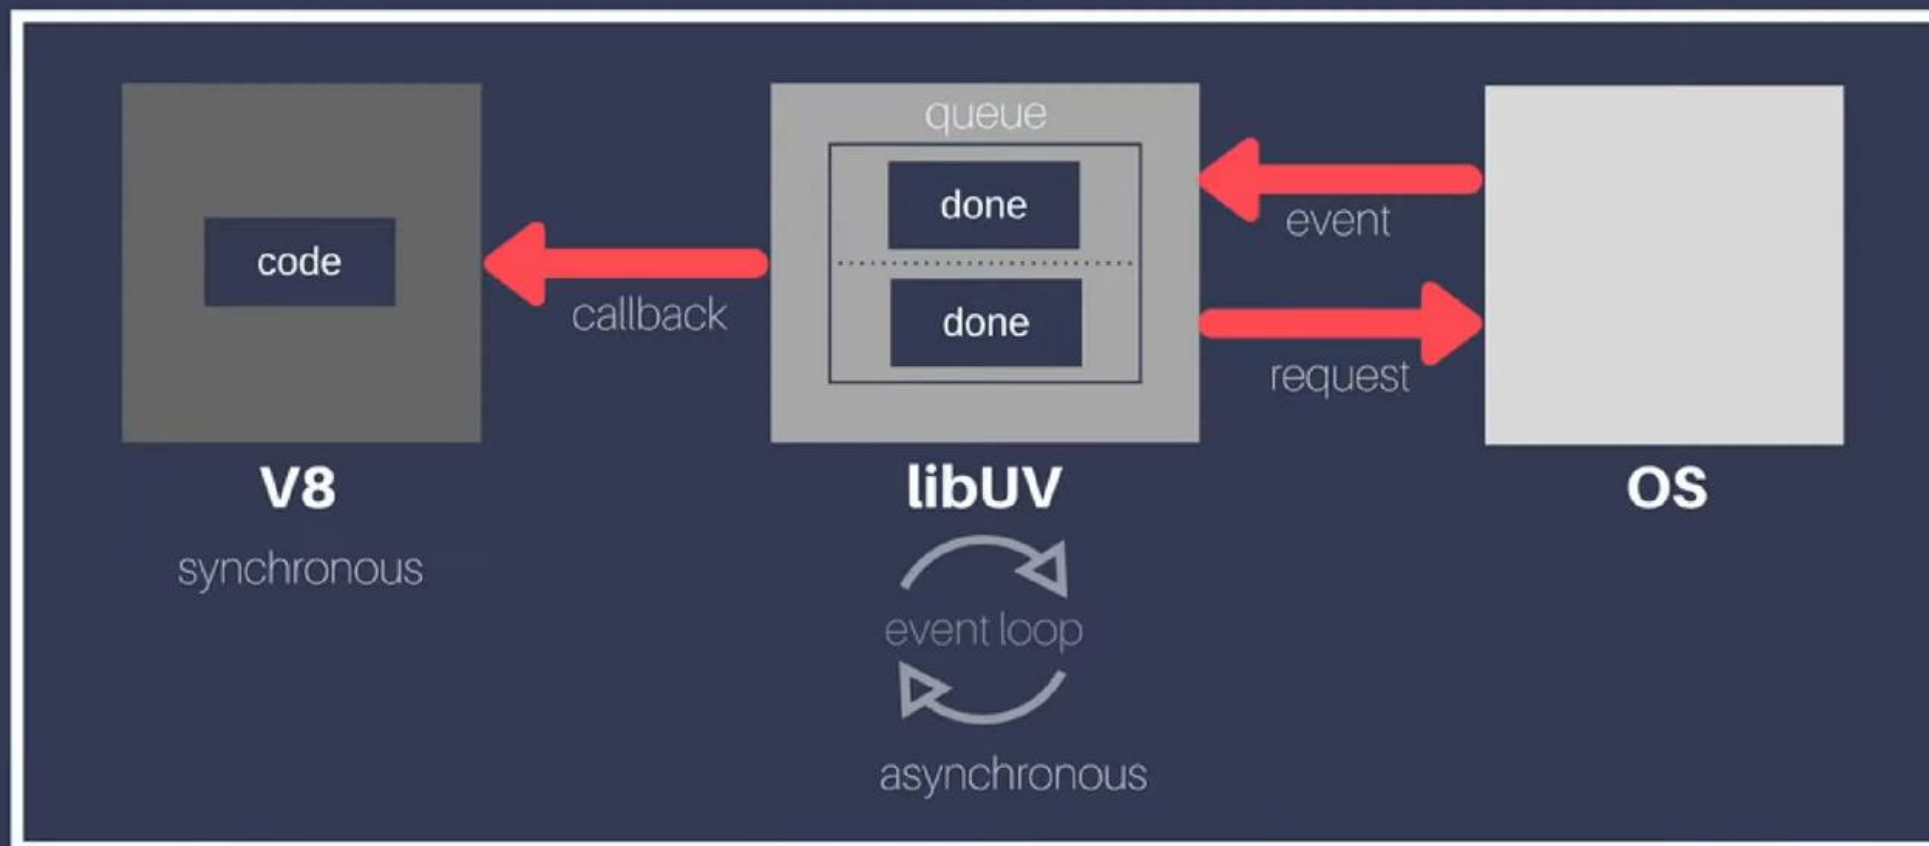 queue
done
event
code
callback
done
request
V8
libUV
OS
synchronous
event loop
asynchronous